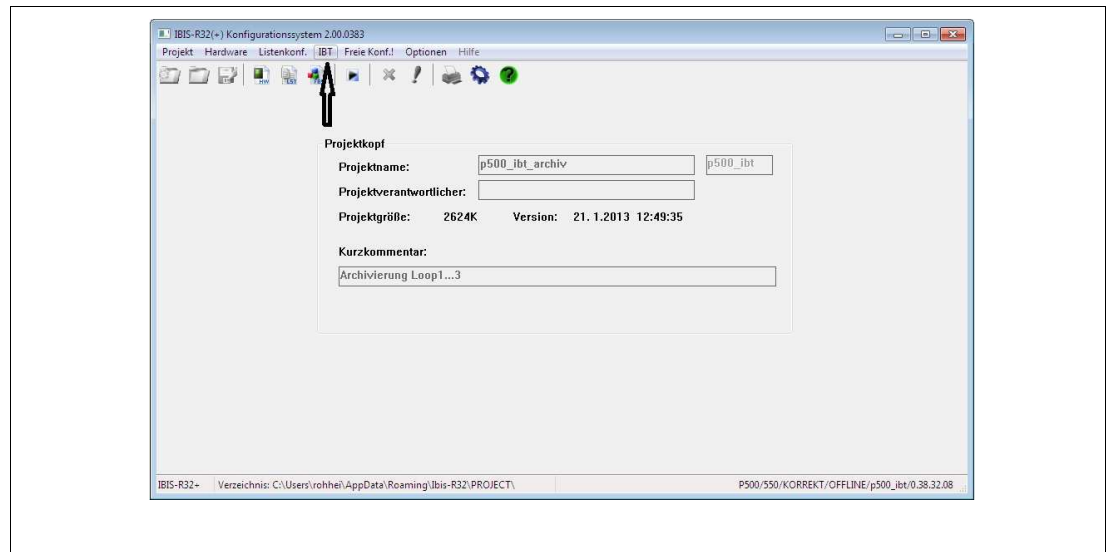 IBIS-R32(+) Konfigurationssystem 2.00.0383
Projekt Hardware Listenkonf. IBT Freie Konf.! Optionen Hilfe
Projektkopf
Projektname: p500_ibt_archiv p500_ibt
Projektverantwortlicher:
Projektgröße: 2624K Version: 21. 1.2013 12:49:35
Kurzkommentar:
Archivierung Loop1...3
IBIS-R32+ Verzeichnis: C:\Users\rohhei\AppData\Roaming\Ibis-R32\PROJECT\ P500/550/KORREKT/OFFLINE/p500_ibt/0.38.32.08